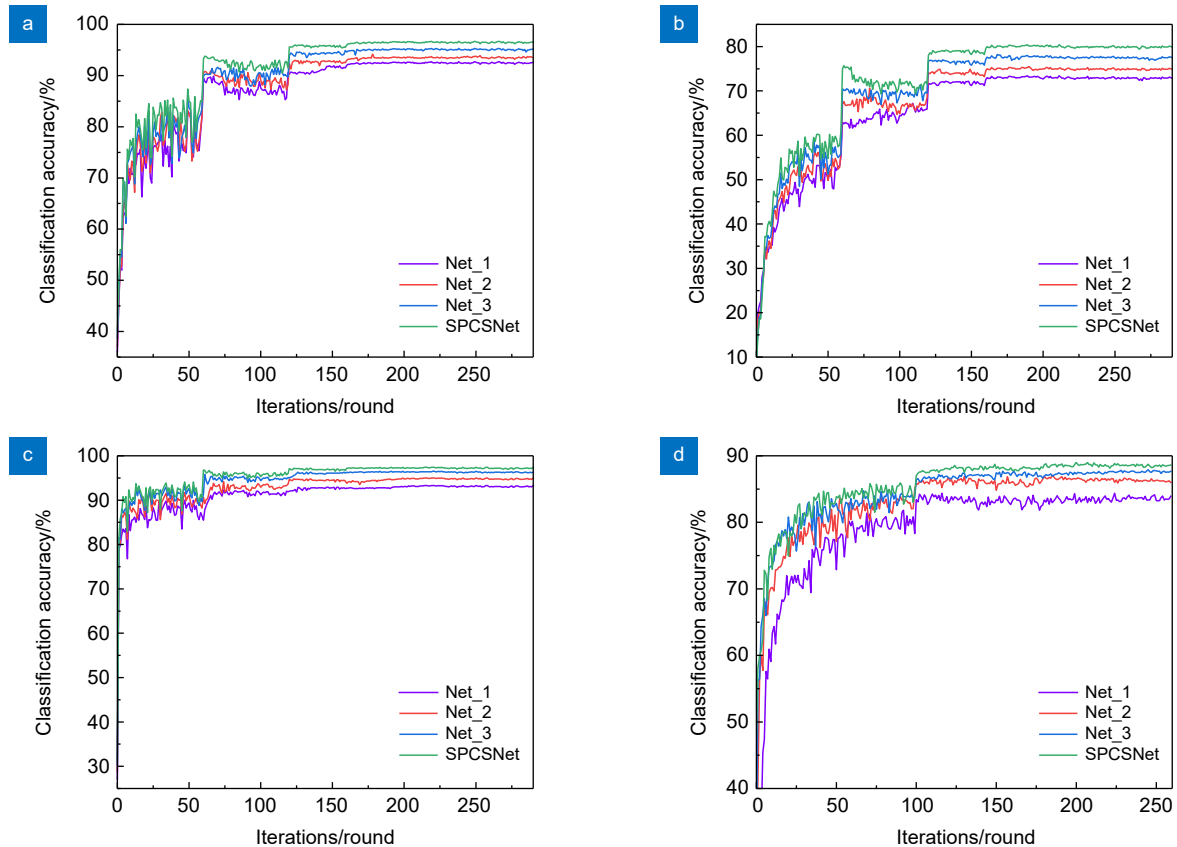 a
Classification accuracy/%
100
90
80
70
60
50
40
0
50
100
150
200
250
Iterations/round
Net_1
Net_2
Net_3
SPCSNet
b
Classification accuracy/%
80
70
60
50
40
30
20
10
0
50
100
150
200
250
Iterations/round
Net_1
Net_2
Net_3
SPCSNet
c
Classification accuracy/%
100
90
80
70
60
50
40
30
0
50
100
150
200
250
Iterations/round
Net_1
Net_2
Net_3
SPCSNet
d
Classification accuracy/%
90
80
70
60
50
40
0
50
100
150
200
250
Iterations/round
Net_1
Net_2
Net_3
SPCSNet